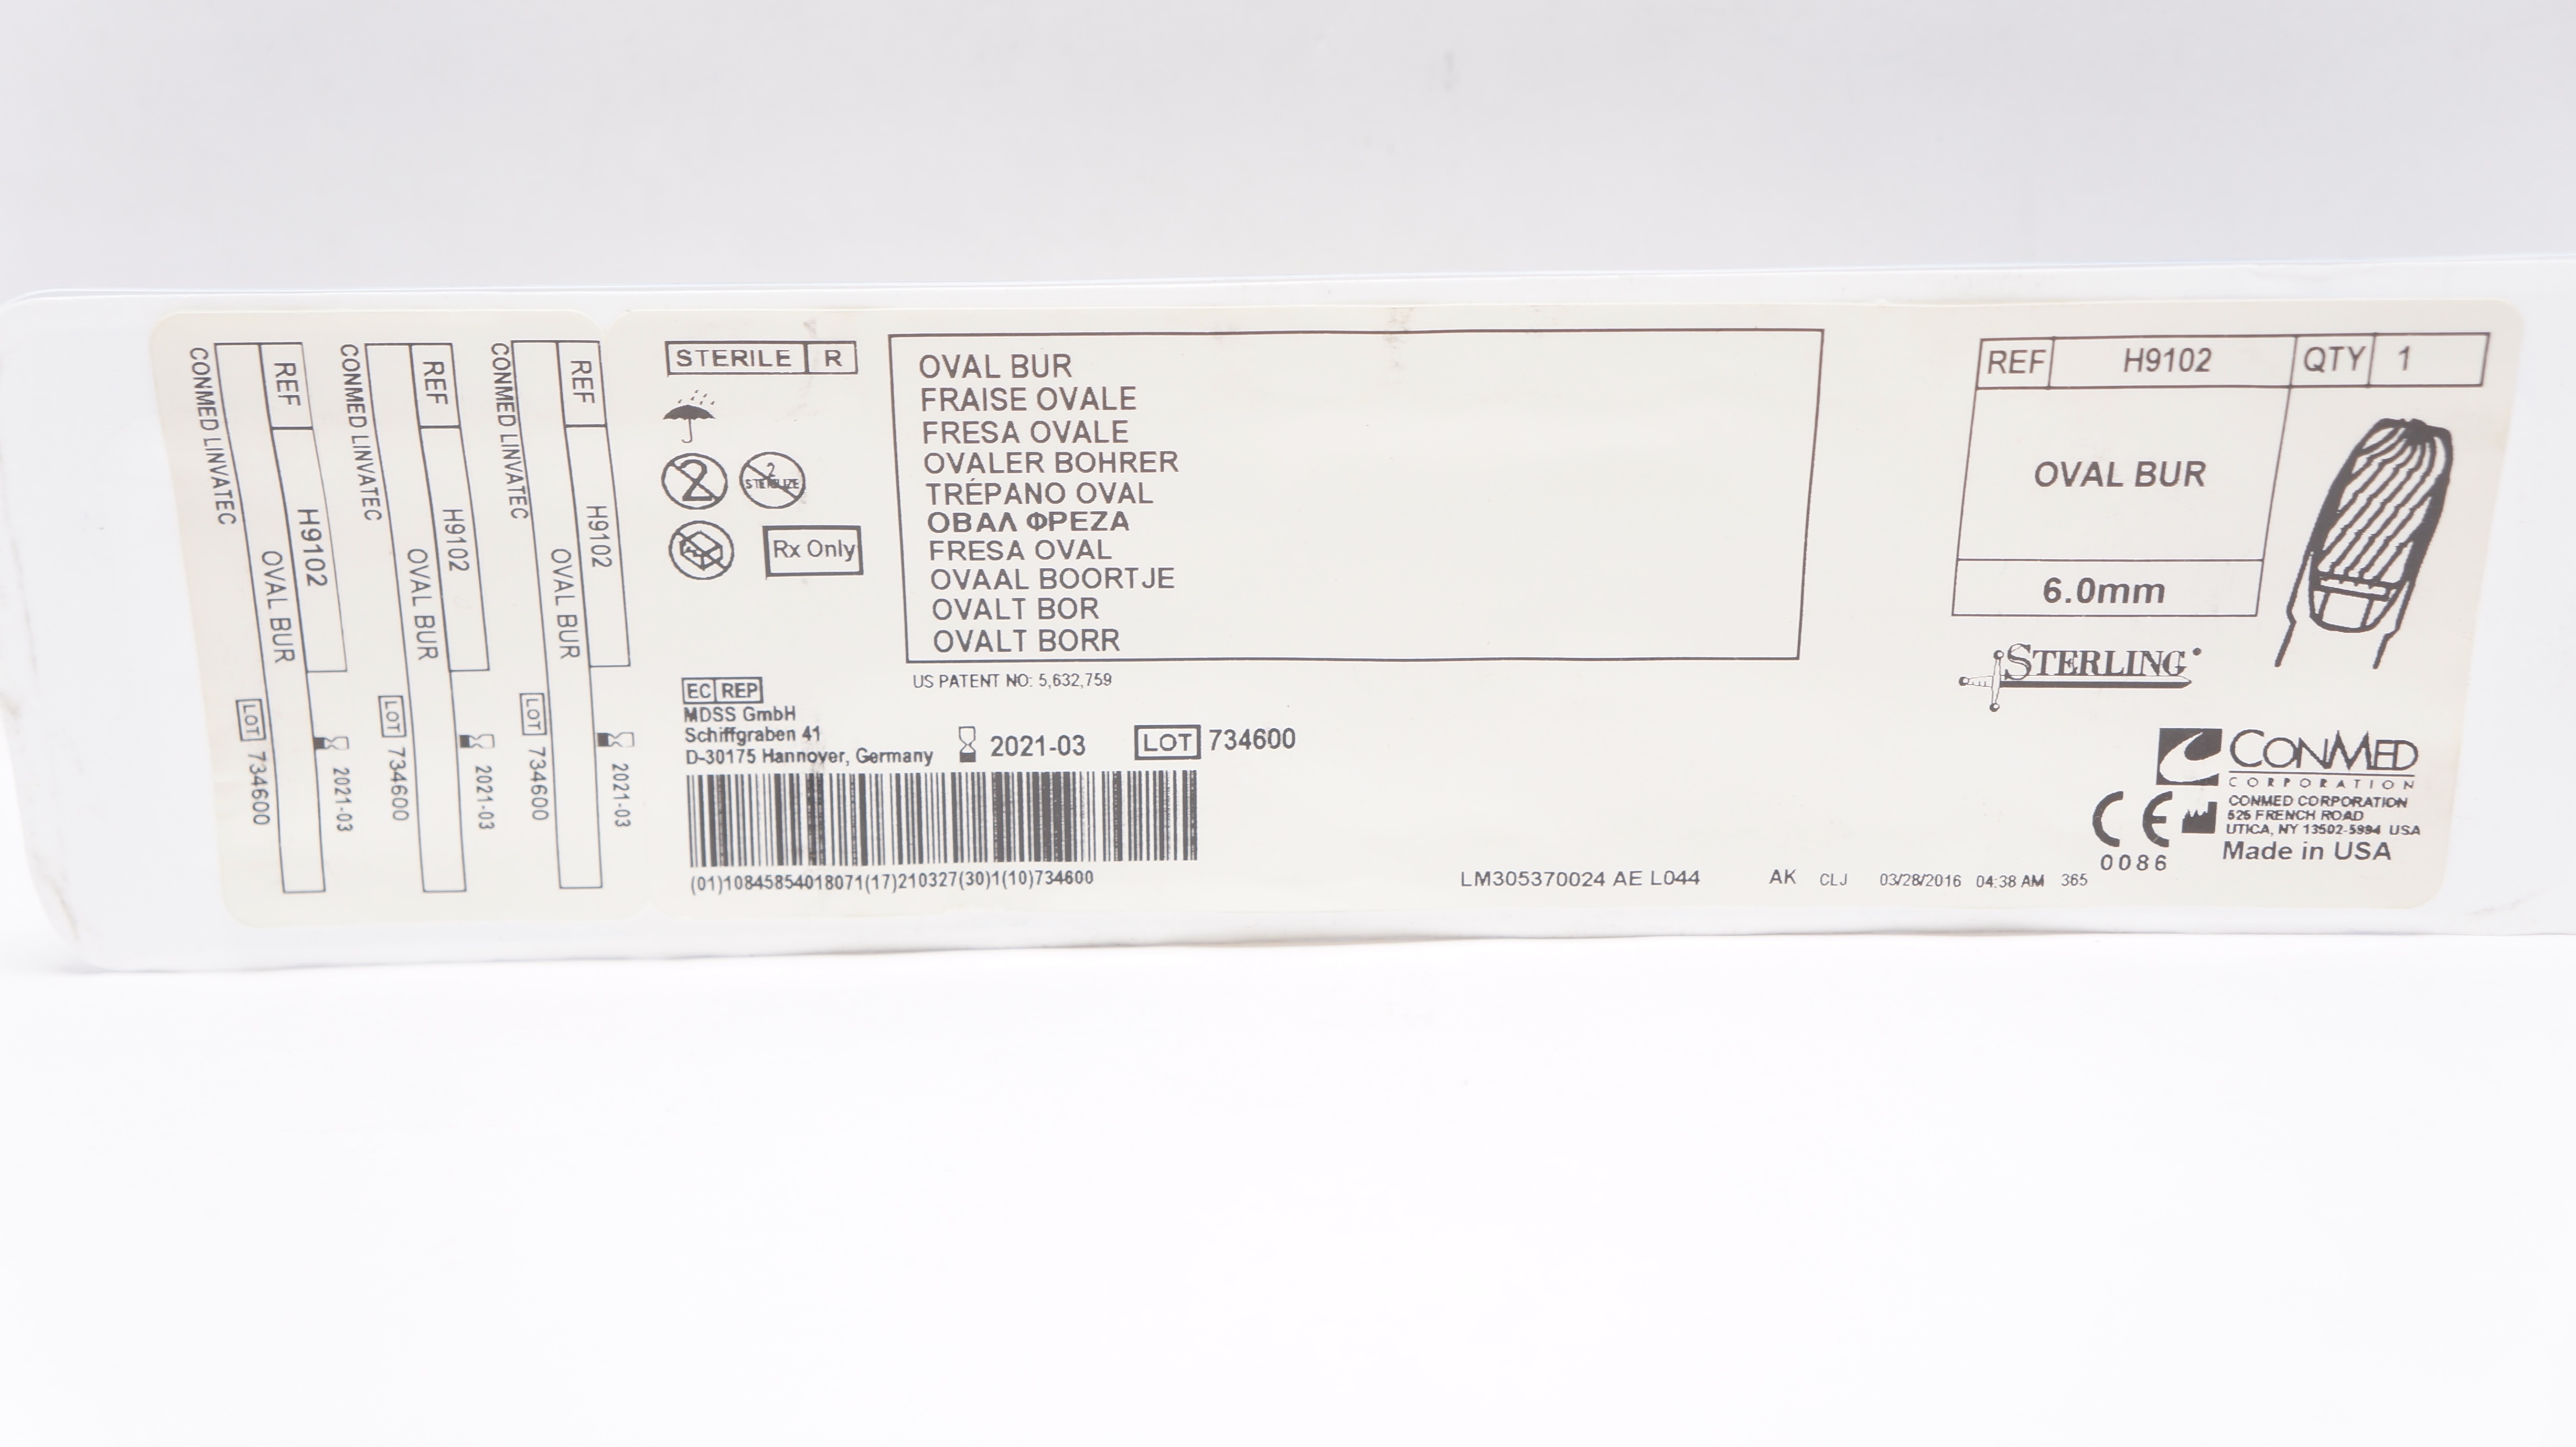 CONMED LINVATEC
REF H9102
OVAL BUR
LOT 734600
2021-03
CONMED LINVATEC
REF H9102
OVAL BUR
LOT 734600
2021-03
CONMED LINVATEC
REF H9102
OVAL BUR
LOT 734600
2021-03
STERILE R
2
2
STERILIZE
Rx Only
OVAL BUR
FRAISE OVALE
FRESA OVALE
OVALER BOHRER
TRÉPANO OVAL
ΟΒΑΛ ΦΡΕΖΑ
FRESA OVAL
OVAAL BOORTJE
OVALT BOR
OVALT BORR
US PATENT NO: 5,632,759
EC REP
MDSS GmbH
Schiffgraben 41
D-30175 Hannover, Germany
2021-03
LOT 734600
(01)10845854018071(17)210327(30)1(10)734600
REF H9102 QTY 1
OVAL BUR
6.0mm
STERLING
CONMED
CORPORATION
CONMED CORPORATION
525 FRENCH ROAD
UTICA, NY 13502-5994 USA
Made in USA
CE
0086
LM305370024 AE L044 AK CLJ 03/28/2016 04:38 AM 365